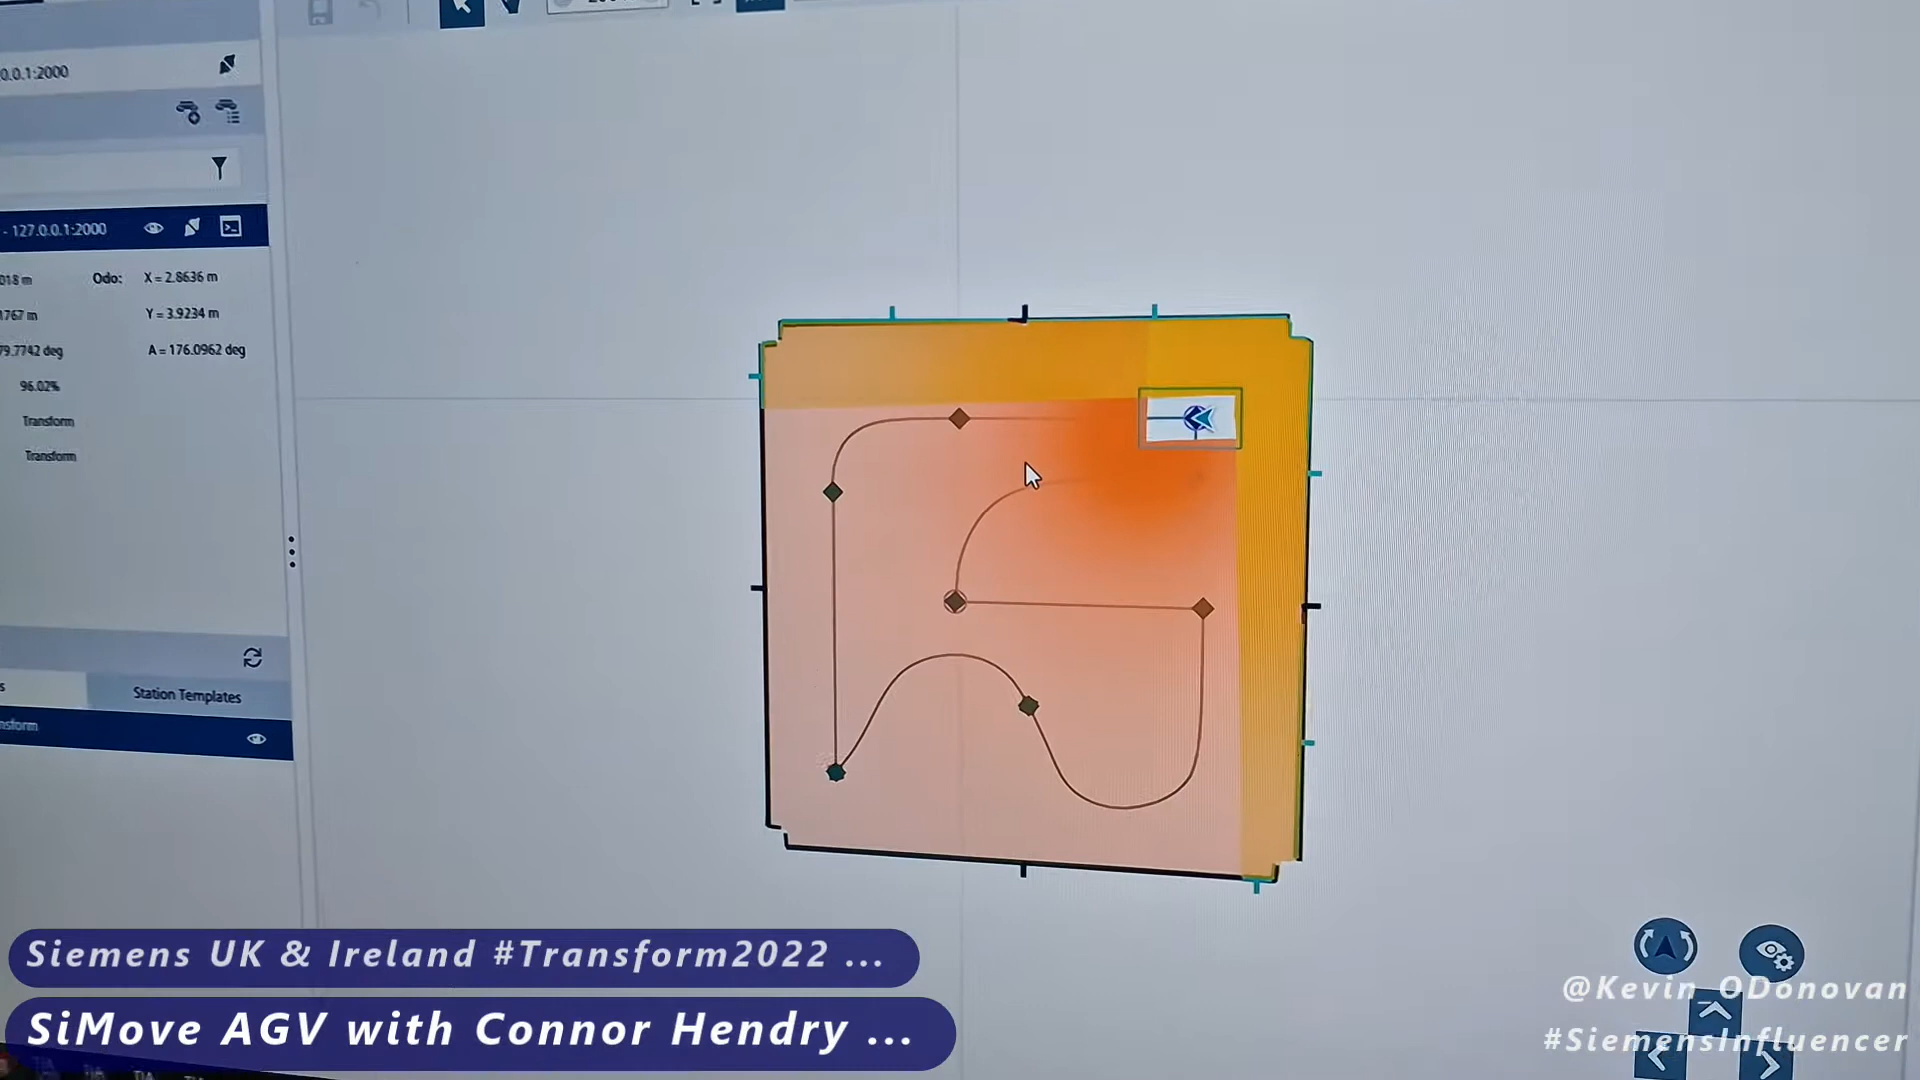 0.0.1:2000
- 127.0.0.1:2000
018 m Odo: X = 2.8636 m
1767 m Y = 3.9234 m
79.7742 deg A = 176.0962 deg
96.02%
Transform
Transform
s Station Templates
nsform
Siemens UK & Ireland #Transform2022 ...
SiMove AGV with Connor Hendry ...
@Kevin_ODonovan
#SiemensInfluencer